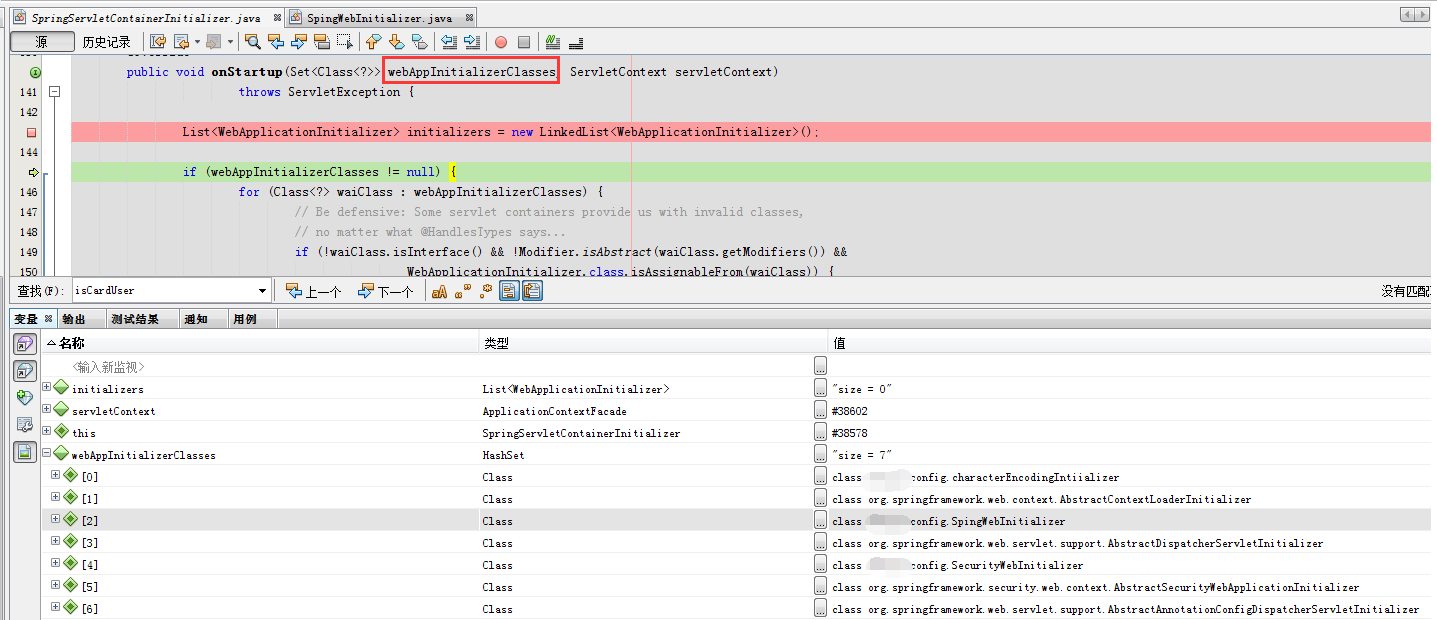 SpringServletContainerInitializer.java SpingWebInitializer.java
源 历史记录
public void onStartup(Set<Class<?>> webAppInitializerClasses, ServletContext servletContext)
141 throws ServletException {
142
List<WebApplicationInitializer> initializers = new LinkedList<WebApplicationInitializer>();
144
if (webAppInitializerClasses != null) {
146 for (Class<?> waiClass : webAppInitializerClasses) {
147 // Be defensive: Some servlet containers provide us with invalid classes,
148 // no matter what @HandlesTypes says...
149 if (!waiClass.isInterface() && !Modifier.isAbstract(waiClass.getModifiers()) &&
150 WebApplicationInitializer.class.isAssignableFrom(waiClass)) {
查找(F): isCardUser 上一个 下一个 aA 没有匹配
变量 输出 测试结果 通知 用例
名称 类型 值
<输入新监视> ...
initializers List<WebApplicationInitializer> ... "size = 0"
servletContext ApplicationContextFacade ... #38602
this SpringServletContainerInitializer ... #38578
webAppInitializerClasses HashSet ... "size = 7"
[0] Class ... class config.characterEncodingIntiializer
[1] Class ... class org.springframework.web.context.AbstractContextLoaderInitializer
[2] Class ... class config.SpingWebInitializer
[3] Class ... class org.springframework.web.servlet.support.AbstractDispatcherServletInitializer
[4] Class ... class config.SecurityWebInitializer
[5] Class ... class org.springframework.security.web.context.AbstractSecurityWebApplicationInitializer
[6] Class ... class org.springframework.web.servlet.support.AbstractAnnotationConfigDispatcherServletInitializer